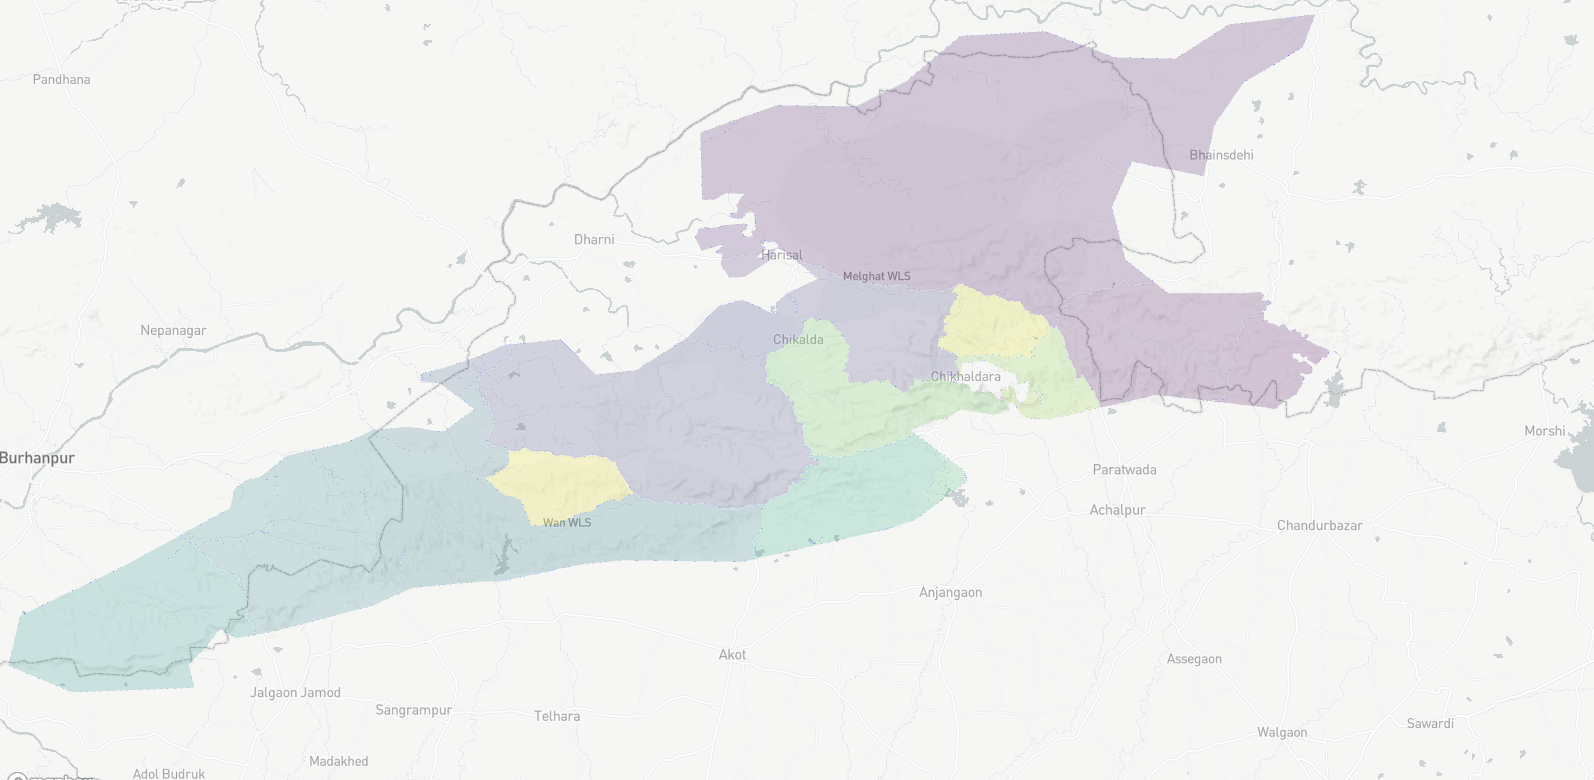 Pandhana
Bhainsdehi
Dharni
Harisal
Melghat WLS
Nepanagar
Chikalda
Chikhaldara
Morshi
Burhanpur
Paratwada
Achalpur
Wan WLS
Chandurbazar
Anjangaon
Akot
Assegaon
Jalgaon Jamod
Sangrampur
Telhara
Sawardi
Walgaon
Madakhed
Adol Budruk